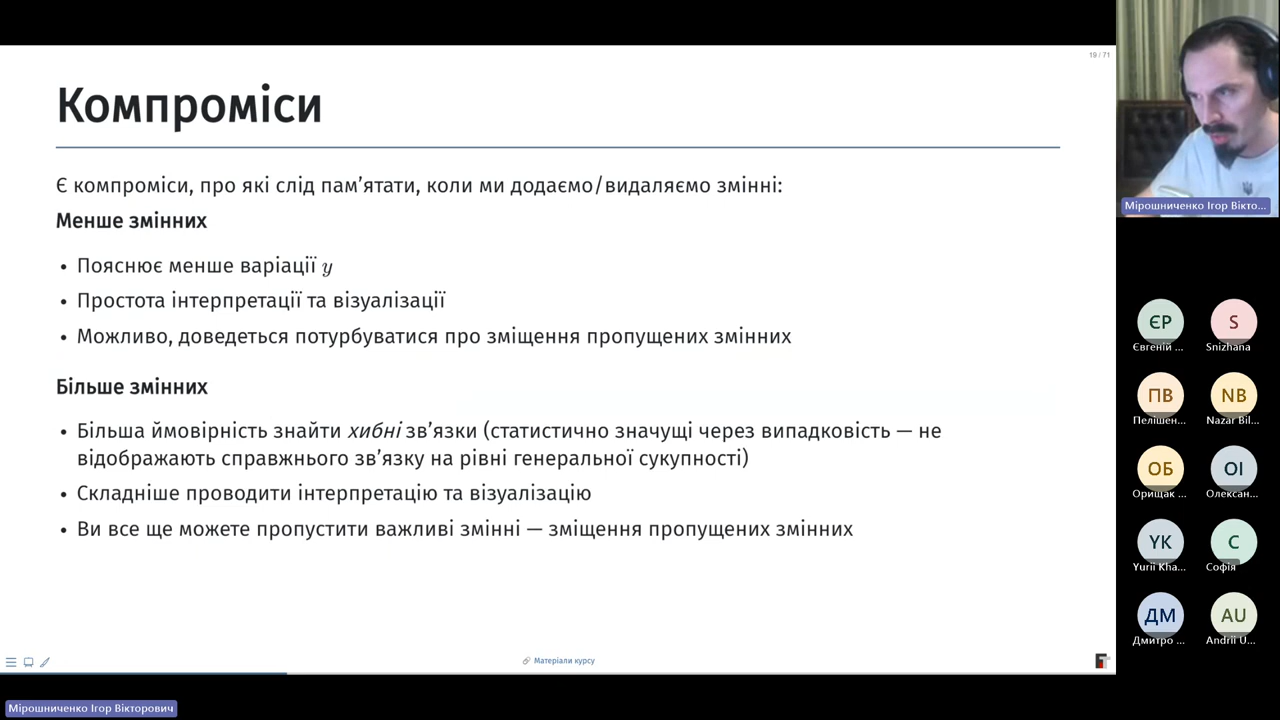 19 / 71
Компроміси
Є компроміси, про які слід пам’ятати, коли ми додаємо/видаляємо змінні:
Менше змінних
• Пояснює менше варіації y
• Простота інтерпретації та візуалізації
• Можливо, доведеться потурбуватися про зміщення пропущених змінних
Більше змінних
• Більша ймовірність знайти хибні зв’язки (статистично значущі через випадковість — не
відображають справжнього зв’язку на рівні генеральної сукупності)
• Складніше проводити інтерпретацію та візуалізацію
• Ви все ще можете пропустити важливі змінні — зміщення пропущених змінних
Матеріали курсу
Мірошниченко Ігор Вікторович
Мірошниченко Ігор Вікто...
ЄР
Євгеній ...
S
Snizhana
ПВ
Пелішен...
NB
Nazar Bil...
ОБ
Орищак ...
ОІ
Олексан...
YK
Yurii Kha...
С
Софія
ДМ
Дмитро ...
AU
Andrii U...